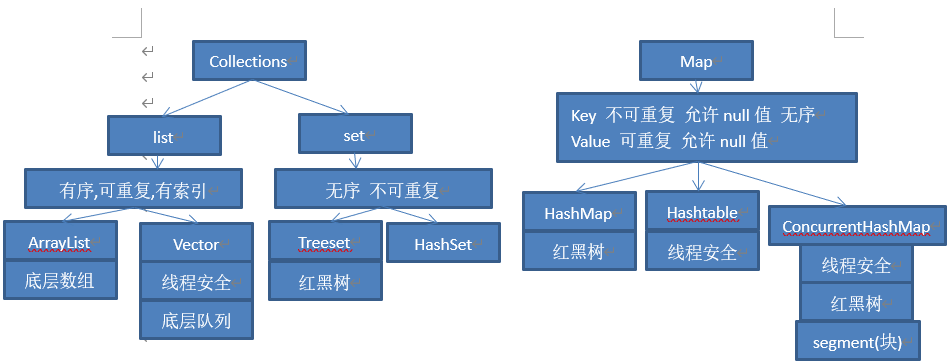 Collections
list
set
有序,可重复,有索引
无序 不可重复
ArrayList
底层数组
Vector
线程安全
底层队列
Treeset
红黑树
HashSet
Map
Key 不可重复 允许 null 值 无序
Value 可重复 允许 null 值
HashMap
红黑树
Hashtable
线程安全
ConcurrentHashMap
线程安全
红黑树
segment(块)